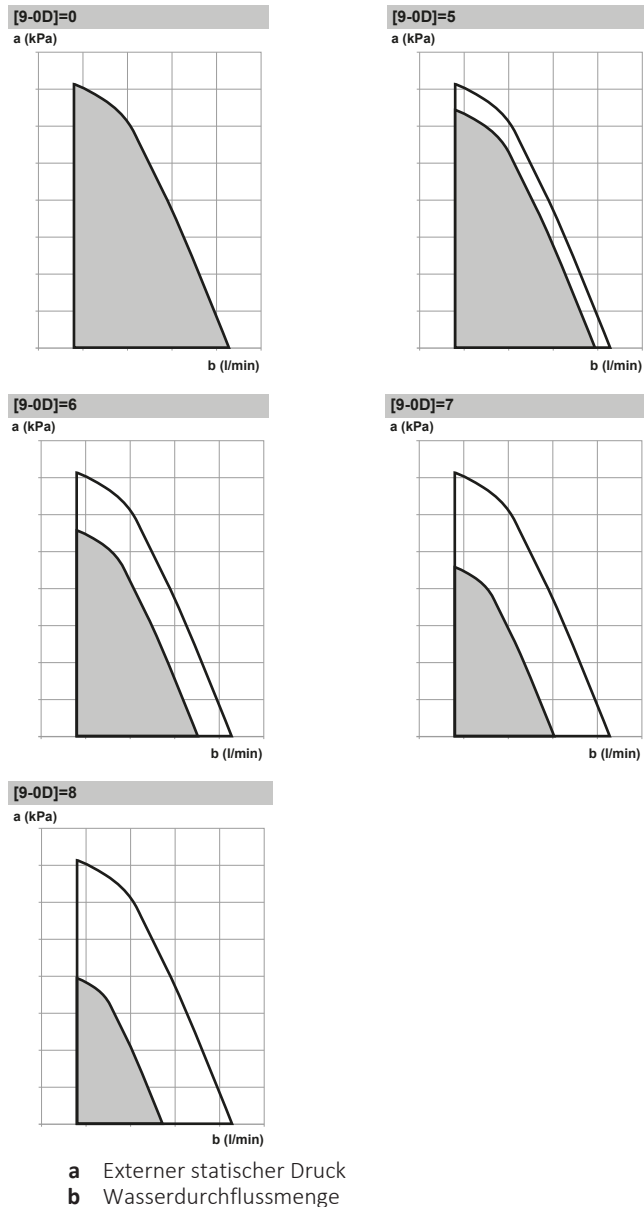 [9-0D]=0
a (kPa)
b (l/min)
[9-0D]=5
a (kPa)
b (l/min)
[9-0D]=6
a (kPa)
b (l/min)
[9-0D]=7
a (kPa)
b (l/min)
[9-0D]=8
a (kPa)
b (l/min)
a Externer statischer Druck
b Wasserdurchflussmenge